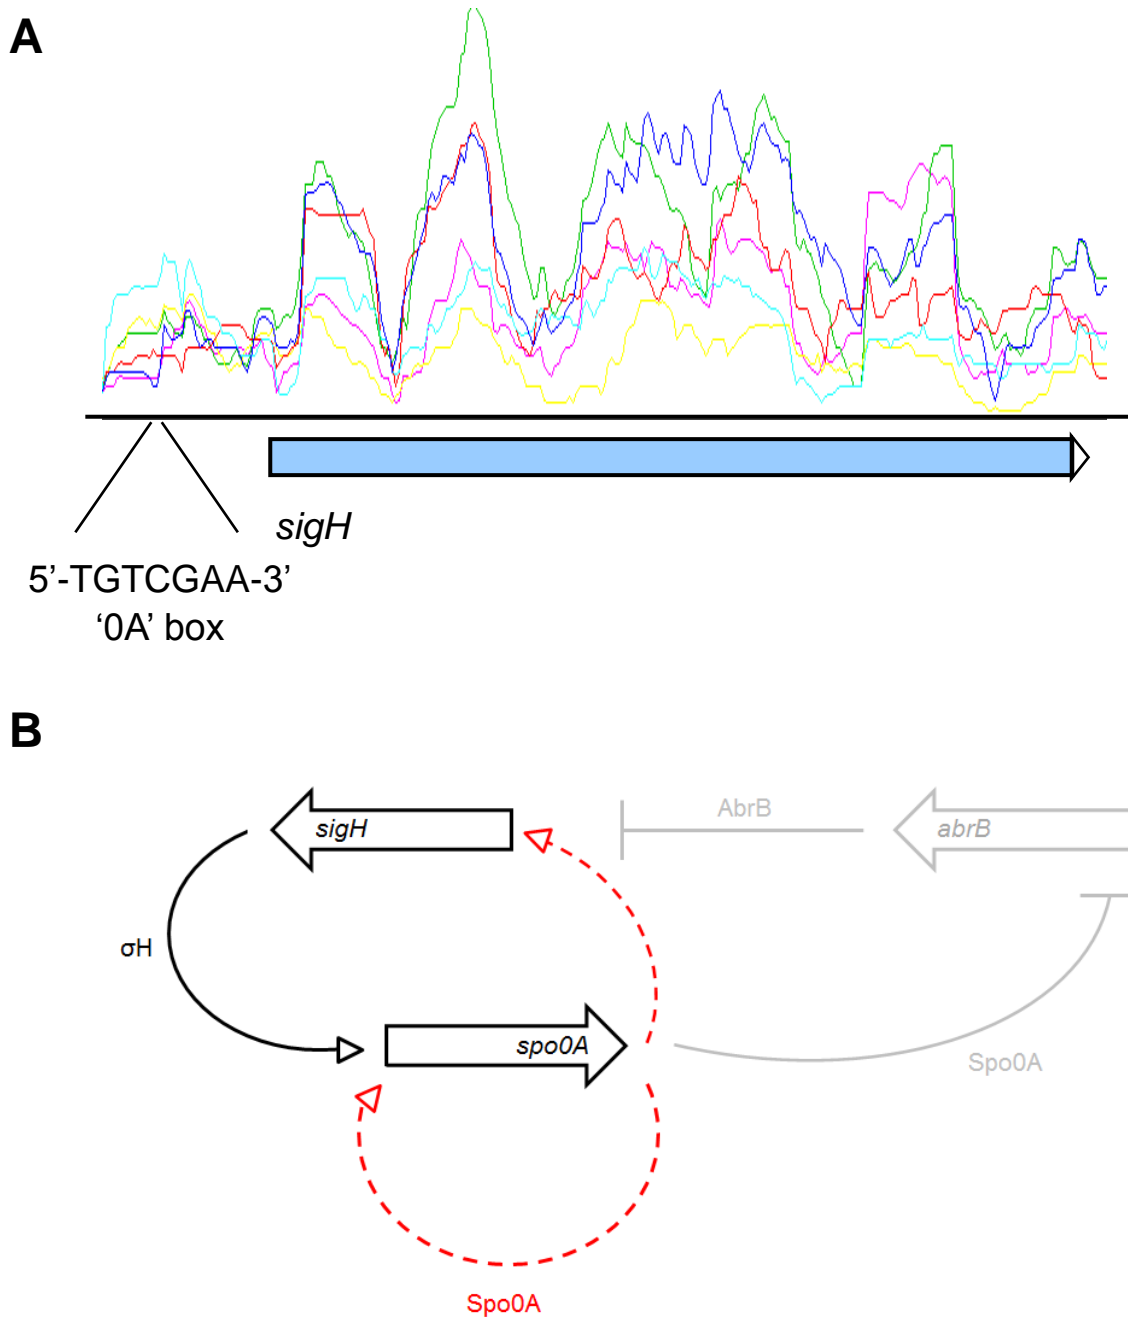 A
sigH
5’-TGTCGAA-3’
‘0A’ box
B
sigH
AbrB
abrB
σH
spo0A
Spo0A
Spo0A